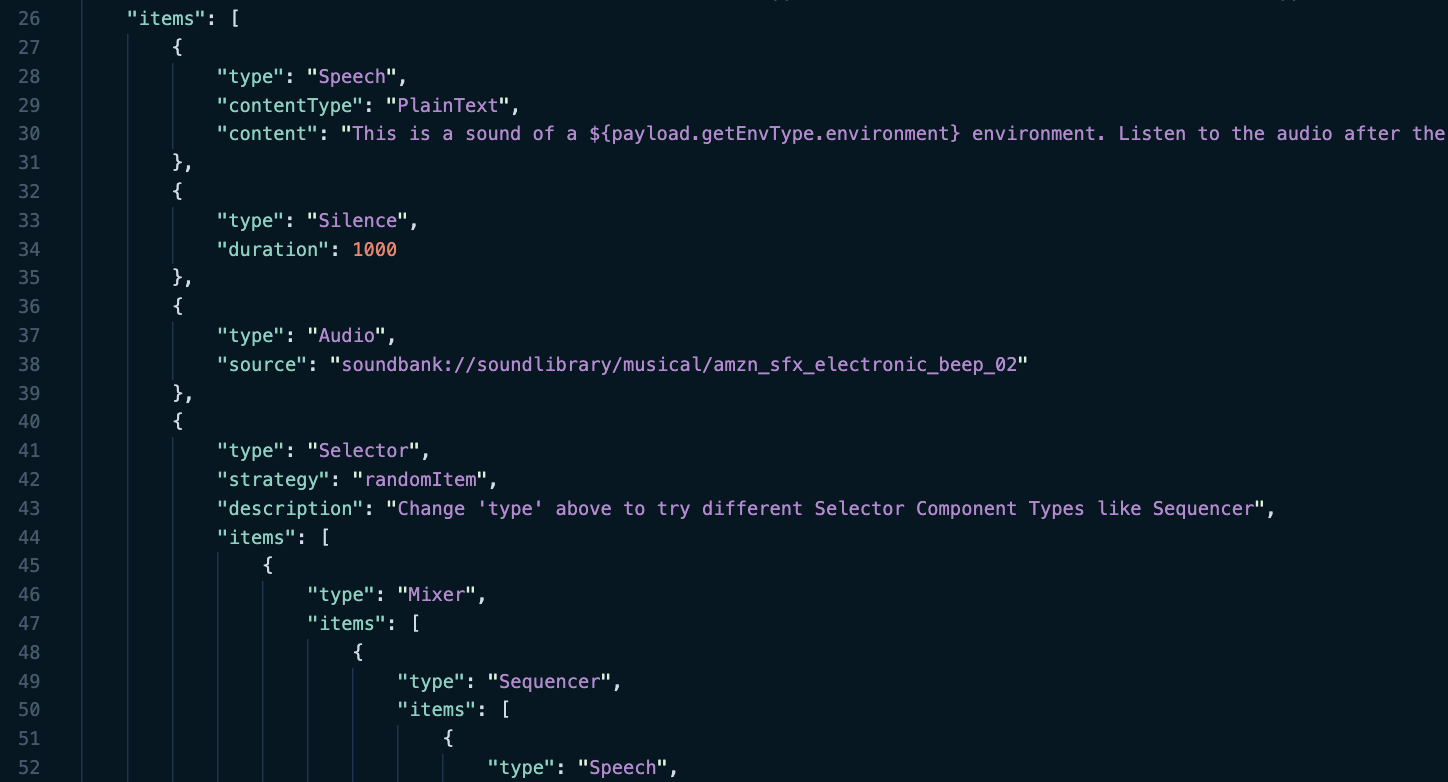 26 "items": [
27 {
28 "type": "Speech",
29 "contentType": "PlainText",
30 "content": "This is a sound of a ${payload.getEnvType.environment} environment. Listen to the audio after the
31 },
32 {
33 "type": "Silence",
34 "duration": 1000
35 },
36 {
37 "type": "Audio",
38 "source": "soundbank://soundlibrary/musical/amzn_sfx_electronic_beep_02"
39 },
40 {
41 "type": "Selector",
42 "strategy": "randomItem",
43 "description": "Change 'type' above to try different Selector Component Types like Sequencer",
44 "items": [
45 {
46 "type": "Mixer",
47 "items": [
48 {
49 "type": "Sequencer",
50 "items": [
51 {
52 "type": "Speech",